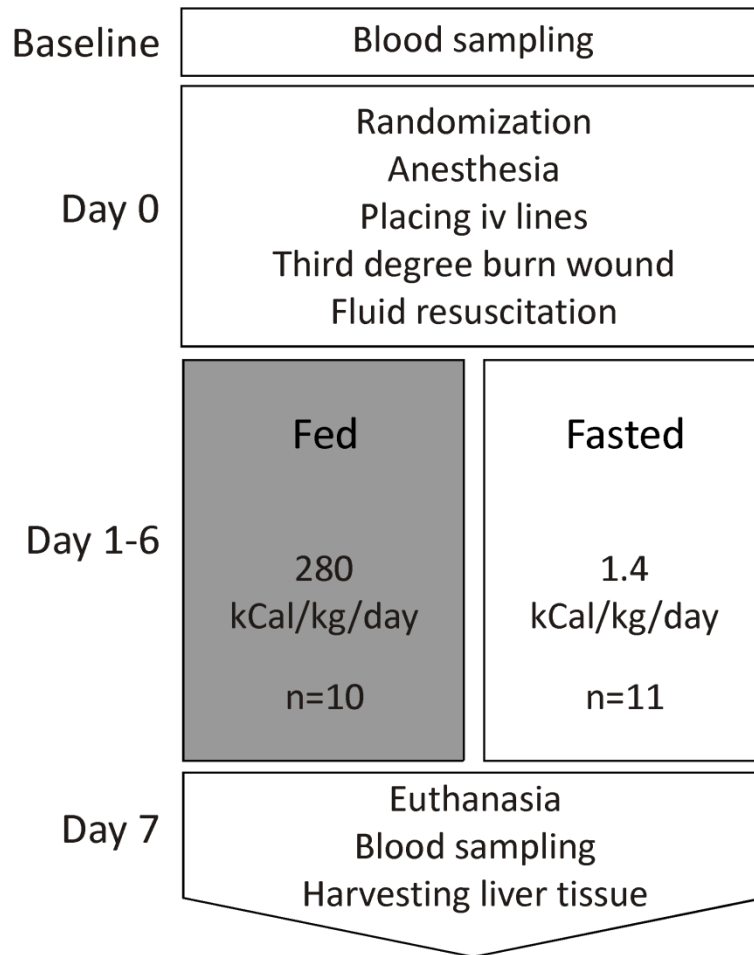 Baseline
Blood sampling
Day 0
Randomization
Anesthesia
Placing iv lines
Third degree burn wound
Fluid resuscitation
Day 1-6
Fed
280
kCal/kg/day
n=10
Fasted
1.4
kCal/kg/day
n=11
Day 7
Euthanasia
Blood sampling
Harvesting liver tissue